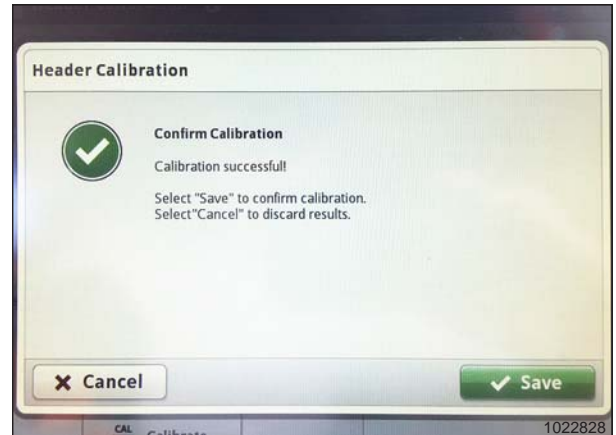 Header Calibration
Confirm Calibration
Calibration successful!
Select "Save" to confirm calibration.
Select"Cancel" to discard results.
Cancel
Save
CAL
1022828